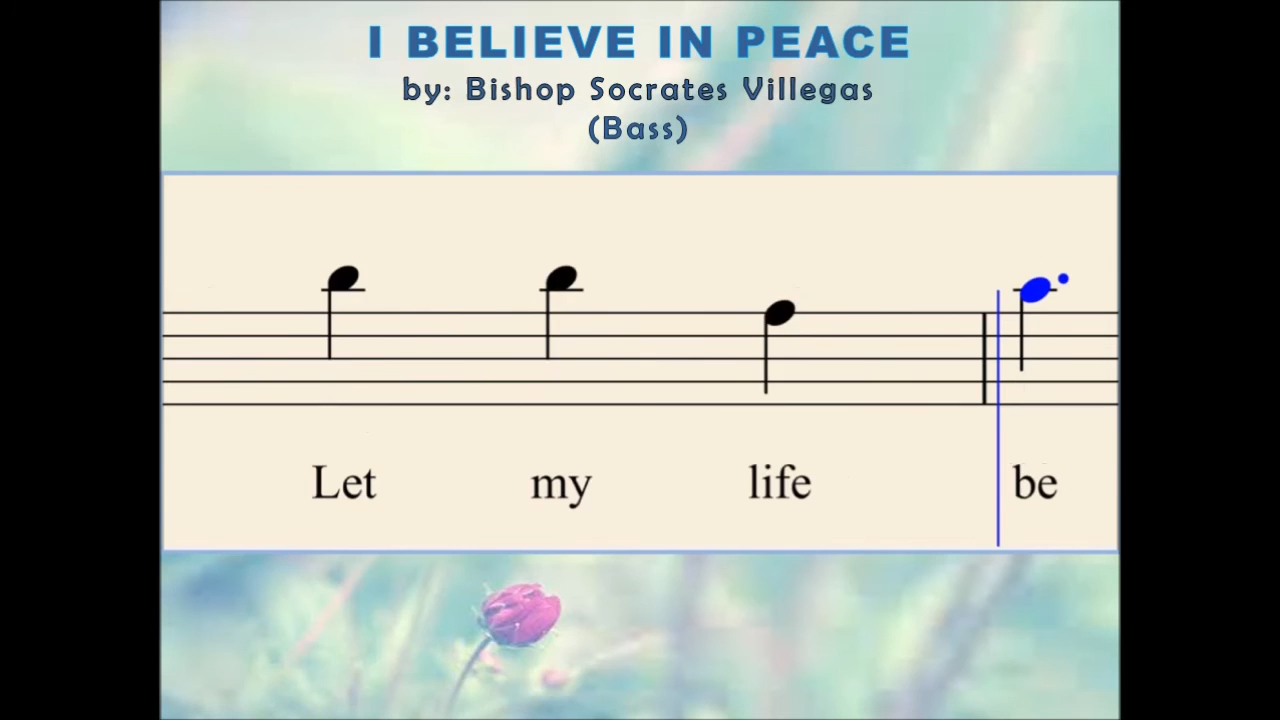 I BELIEVE IN PEACE
by: Bishop Socrates Villegas
(Bass)
Let my life be